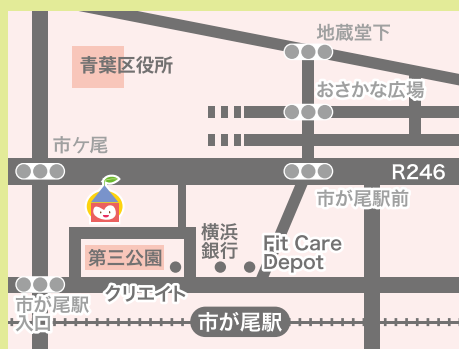 地蔵堂下
青葉区役所
おさかな広場
市ケ尾
R246
市が尾駅前
横浜
銀行
Fit Care
Depot
第三公園
クリエイト
市が尾駅
入口
市が尾駅